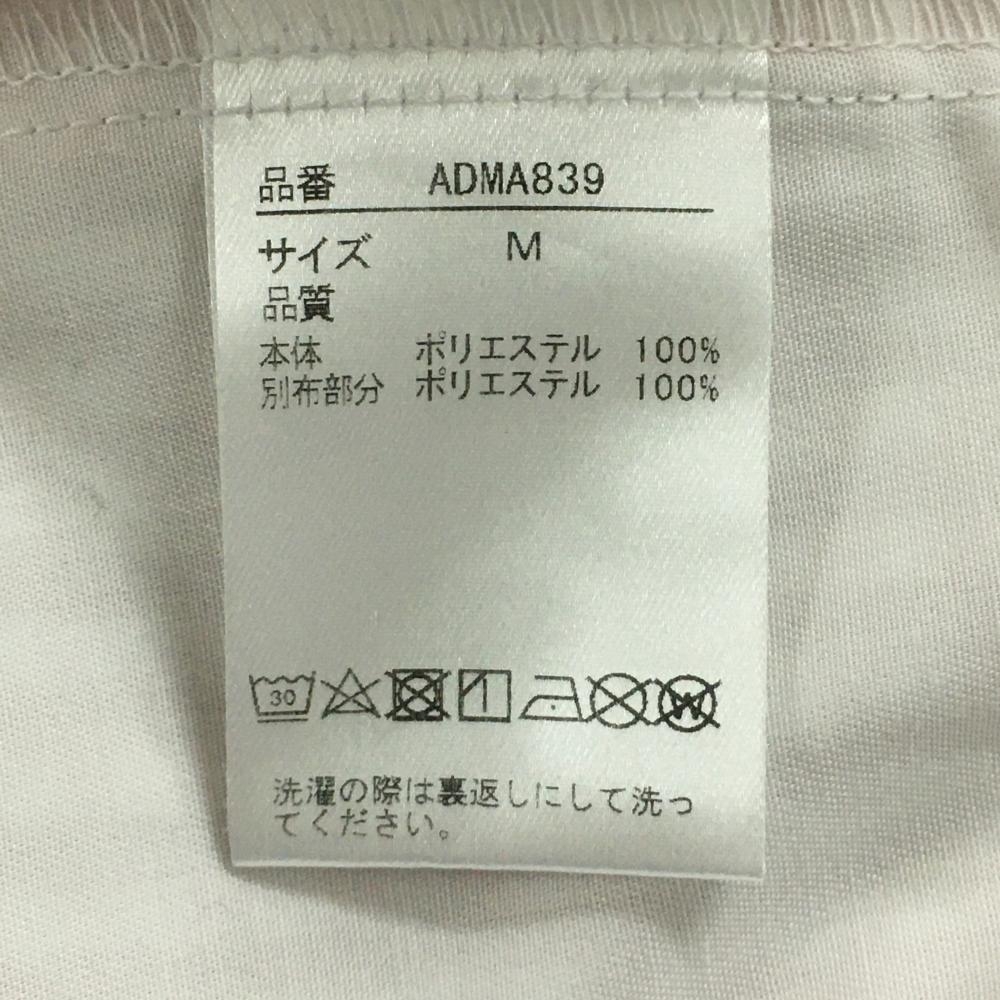 品番 ADMA839
サイズ M
品質
本体 ポリエステル 100%
別布部分 ポリエステル 100%
30 W
洗濯の際は裏返しにして洗っ
てください。